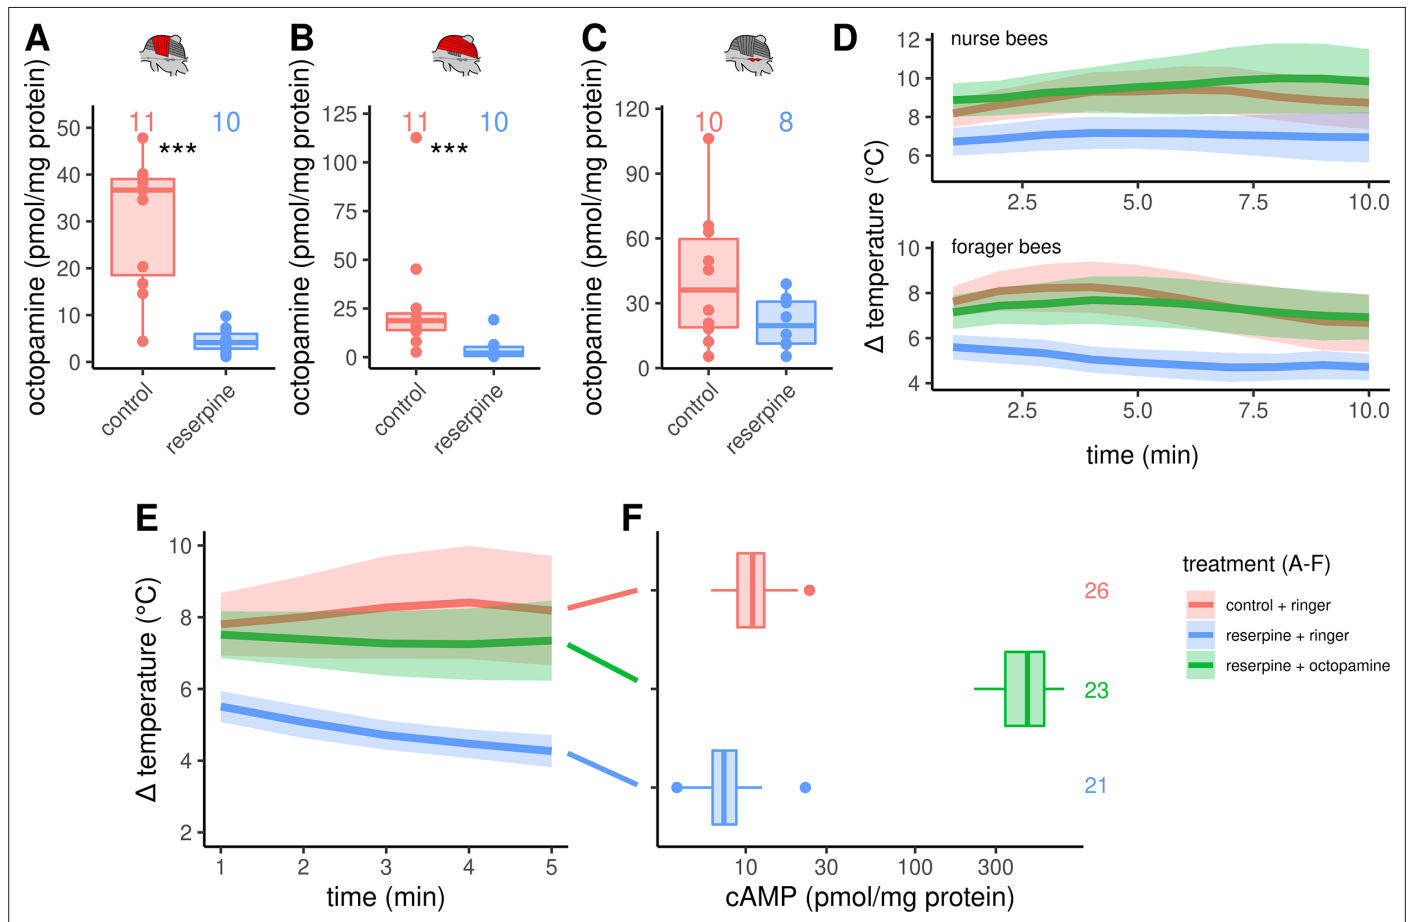 A
octopamine (pmol/mg protein)
50
40
30
20
10
0
11
10
***
control
reserpine
B
octopamine (pmol/mg protein)
125
100
75
50
25
0
11
10
***
control
reserpine
C
octopamine (pmol/mg protein)
120
90
60
30
0
10
8
control
reserpine
D
Δ temperature (°C)
nurse bees
12
10
8
6
2.5 5.0 7.5 10.0
forager bees
10
8
6
4
2.5 5.0 7.5 10.0
time (min)
E
Δ temperature (°C)
10
8
6
4
2
1 2 3 4 5
time (min)
F
26
23
21
10 30 100 300
cAMP (pmol/mg protein)
treatment (A-F)
control + ringer
reserpine + ringer
reserpine + octopamine